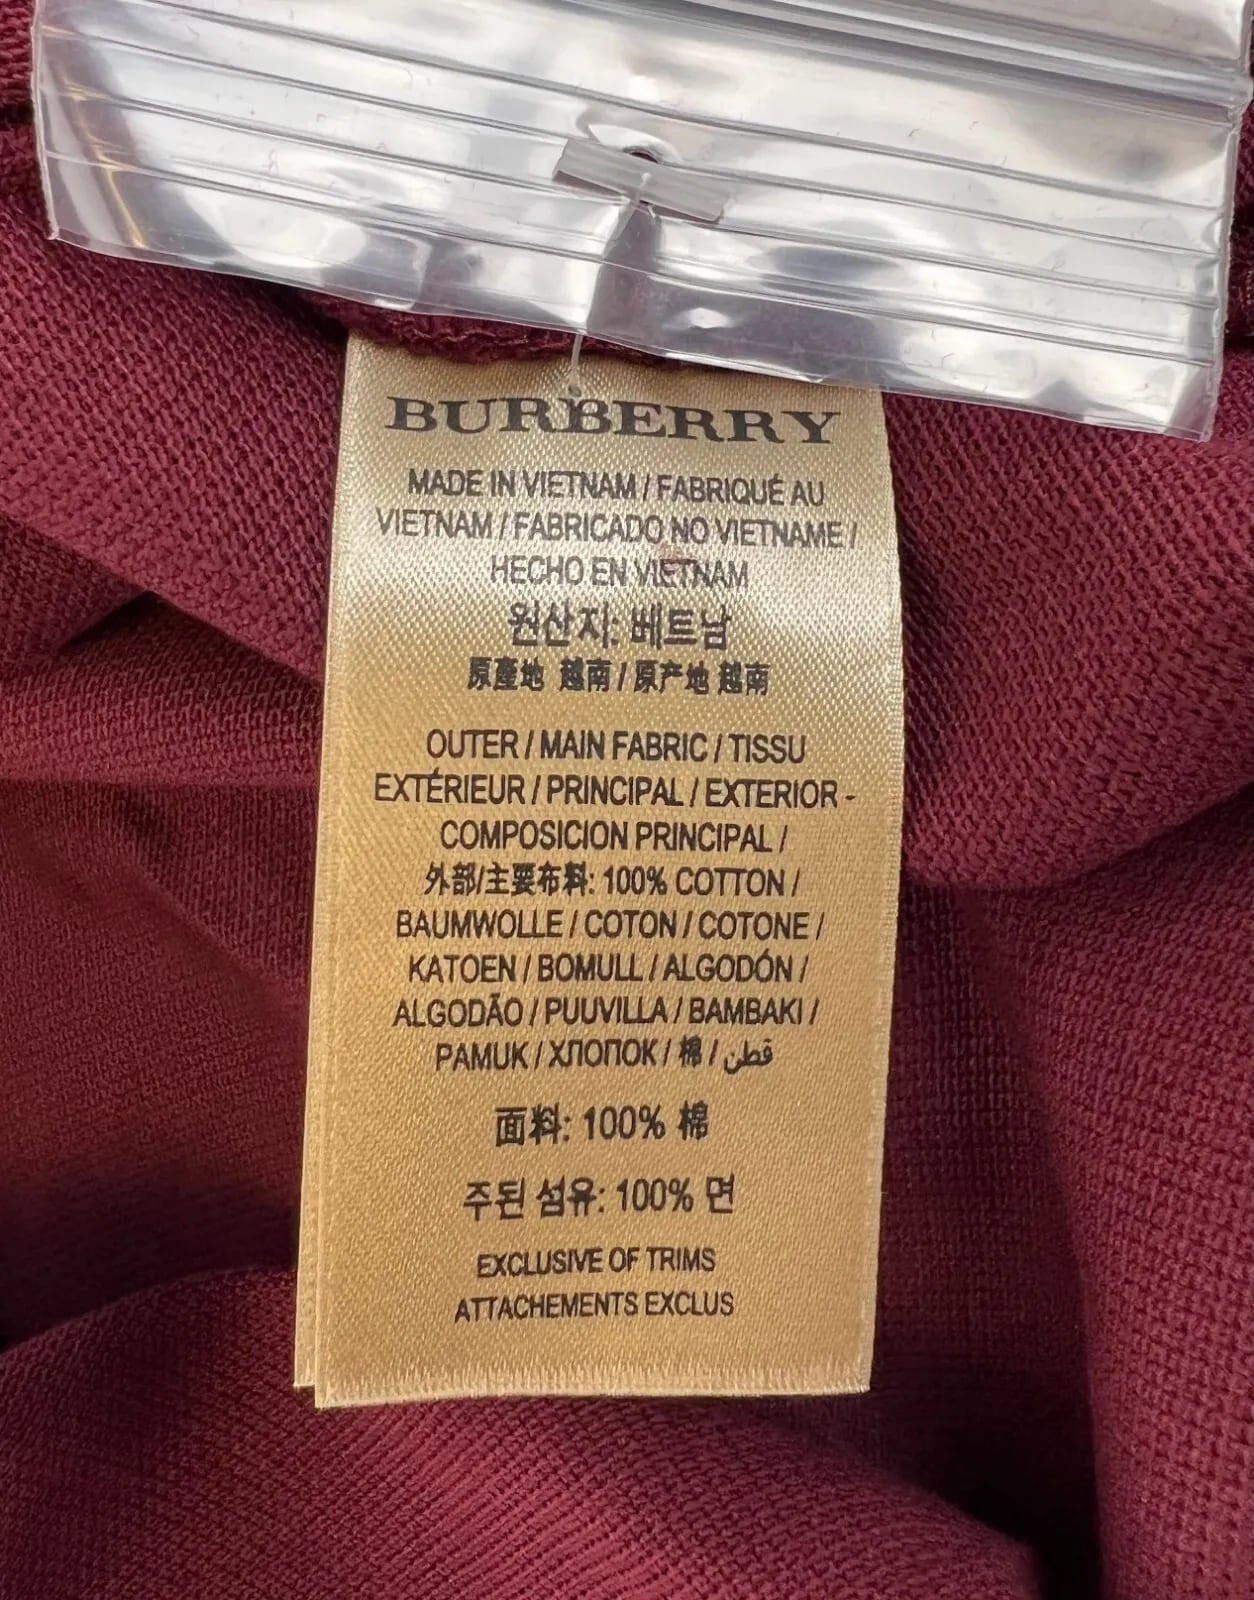 BURBERRY
MADE IN VIETNAM / FABRIQUÉ AU
VIETNAM / FABRICADO NO VIETNAME /
HECHO EN VIETNAM
원산지: 베트남
原產地 越南 / 原产地 越南
OUTER / MAIN FABRIC / TISSU
EXTÉRIEUR / PRINCIPAL / EXTERIOR -
COMPOSICION PRINCIPAL /
外部/主要布料: 100% COTTON /
BAUMWOLLE / COTON / COTONE /
KATOEN / BOMULL / ALGODÓN /
ALGODÃO / PUUVILLA / BAMBAKI /
PAMUK / ХЛОПОК / 棉 / قطن
面料: 100% 棉
주된 섬유: 100% 면
EXCLUSIVE OF TRIMS
ATTACHEMENTS EXCLUS